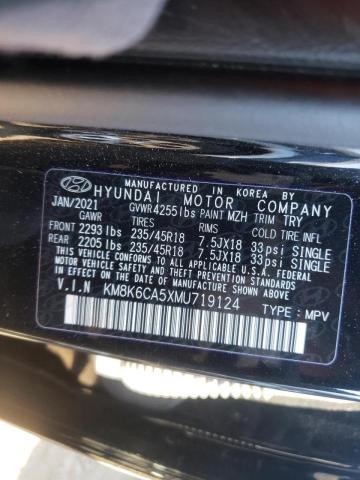 MANUFACTURED IN KOREA BY
HYUNDAI MOTOR COMPANY
JAN/2021 GVWR4255lbs PAINT MZH TRIM TRY
GAWR TIRES RIMS COLD TIRE INFL
FRONT 2293lbs 235/45R18 7.5JX18 33psi SINGLE
REAR 2205lbs 235/45R18 7.5JX18 33psi SINGLE
THIS VEHICLE CONFORMS TO ALL APPLICABLE
U.S.A. FEDERAL MOTOR VEHICLE SAFETY, BUMPER
AND THEFT PREVENTION STANDARDS IN EFFECT ON
THE DATE OF MANUFACTURE SHOWN ABOVE.
V.I.N KM8K6CA5XMU719124 TYPE: MPV